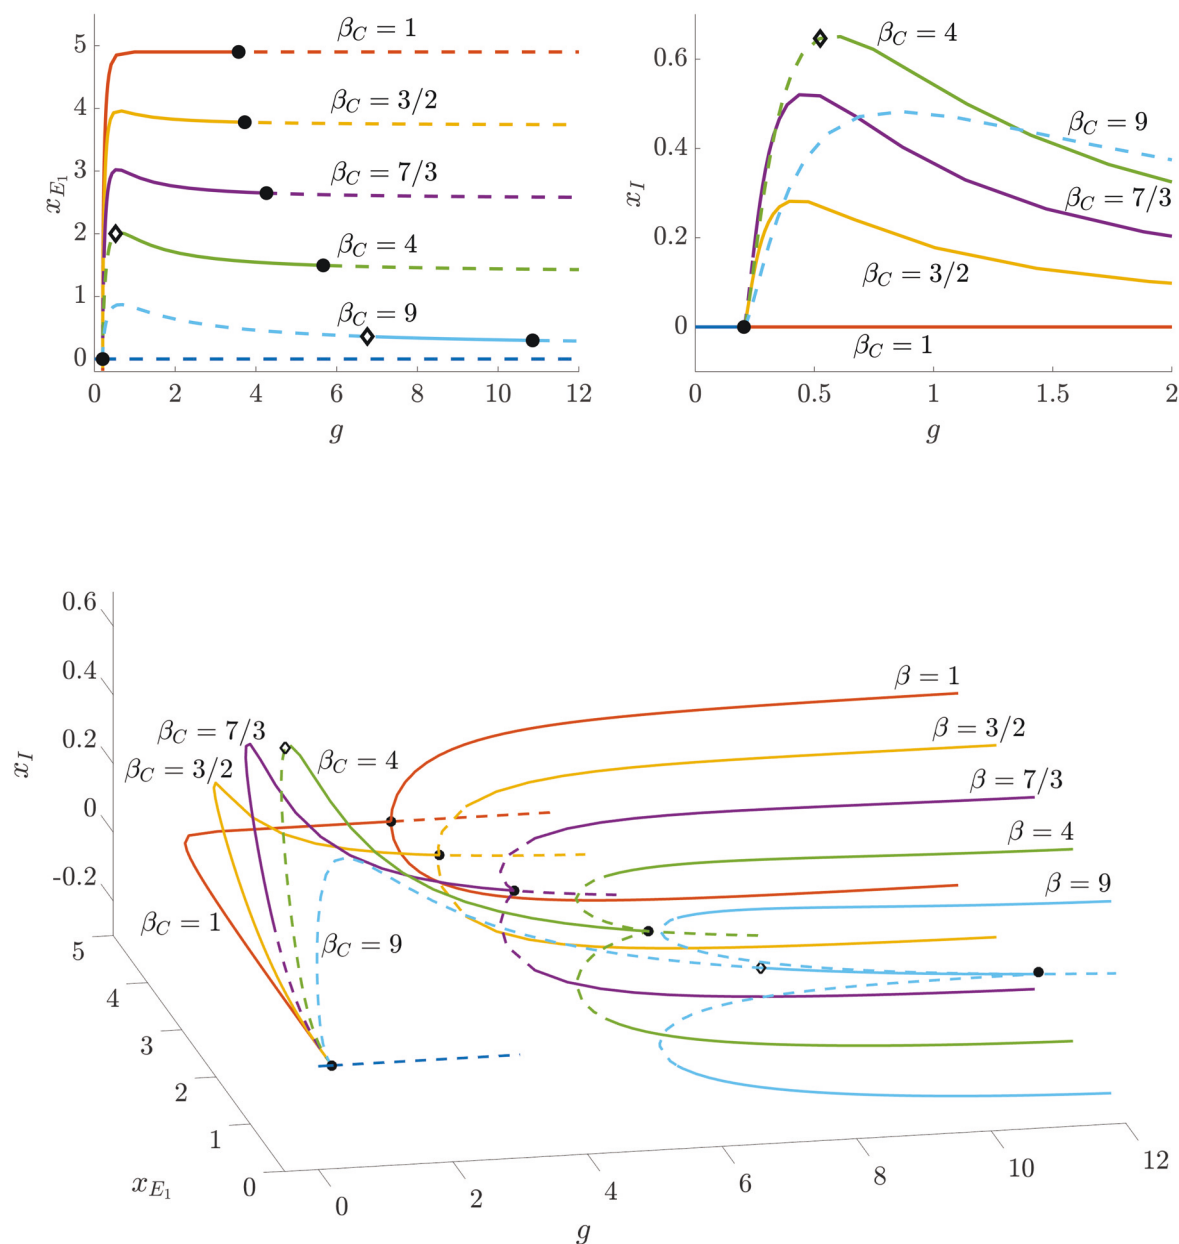 β_C = 1
β_C = 3/2
β_C = 7/3
β_C = 4
β_C = 9
5
4
3
2
1
0
x_{E_1}
0 2 4 6 8 10 12
g
β_C = 4
β_C = 9
β_C = 7/3
β_C = 3/2
β_C = 1
0.6
0.4
0.2
0
x_I
0 0.5 1 1.5 2
g
0.6
0.4
0.2
0
-0.2
x_I
β_C = 7/3
β_C = 3/2
β_C = 4
β_C = 1
β_C = 9
β = 1
β = 3/2
β = 7/3
β = 4
β = 9
5
4
3
2
1
0
x_{E_1}
0 2 4 6 8 10 12
g